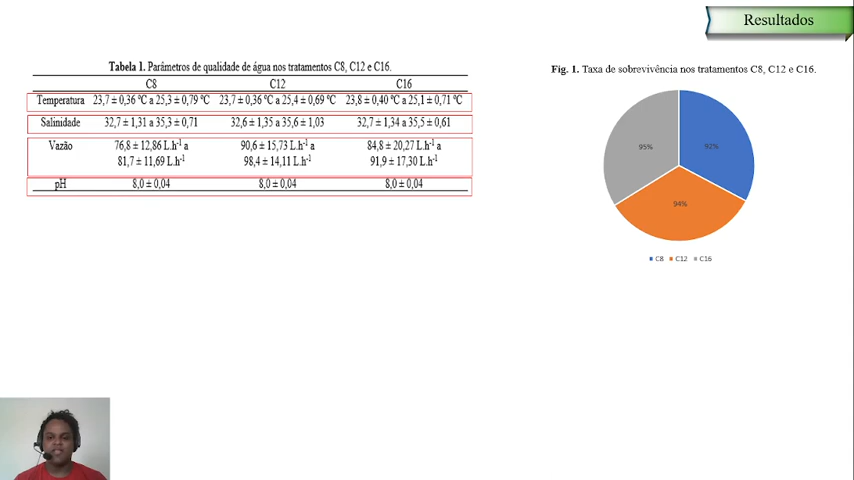 Resultados
Tabela 1. Parâmetros de qualidade de água nos tratamentos C8, C12 e C16.
C8 C12 C16
Temperatura 23,7 ± 0,36 ºC a 25,3 ± 0,79 ºC 23,7 ± 0,36 ºC a 25,4 ± 0,69 ºC 23,8 ± 0,40 ºC a 25,1 ± 0,71 ºC
Salinidade 32,7 ± 1,31 a 35,3 ± 0,71 32,6 ± 1,35 a 35,6 ± 1,03 32,7 ± 1,34 a 35,5 ± 0,61
Vazão 76,8 ± 12,86 L.h⁻¹ a 90,6 ± 15,73 L.h⁻¹ a 84,8 ± 20,27 L.h⁻¹ a
81,7 ± 11,69 L.h⁻¹ 98,4 ± 14,11 L.h⁻¹ 91,9 ± 17,30 L.h⁻¹
pH 8,0 ± 0,04 8,0 ± 0,04 8,0 ± 0,04
Fig. 1. Taxa de sobrevivência nos tratamentos C8, C12 e C16.
95% 92%
94%
C8 C12 C16